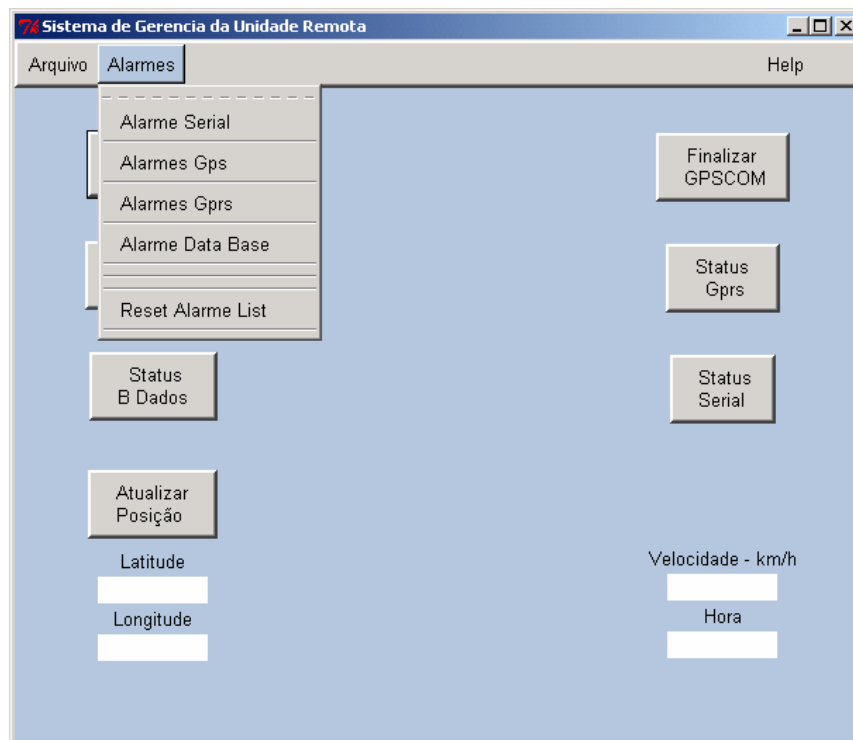 7k Sistema de Gerencia da Unidade Remota
Arquivo Alarmes Help
Alarme Serial
Alarmes Gps
Alarmes Gprs
Alarme Data Base
Reset Alarme List
Finalizar
GPSCOM
Status
Gprs
Status
B Dados
Status
Serial
Atualizar
Posição
Latitude
Longitude
Velocidade - km/h
Hora